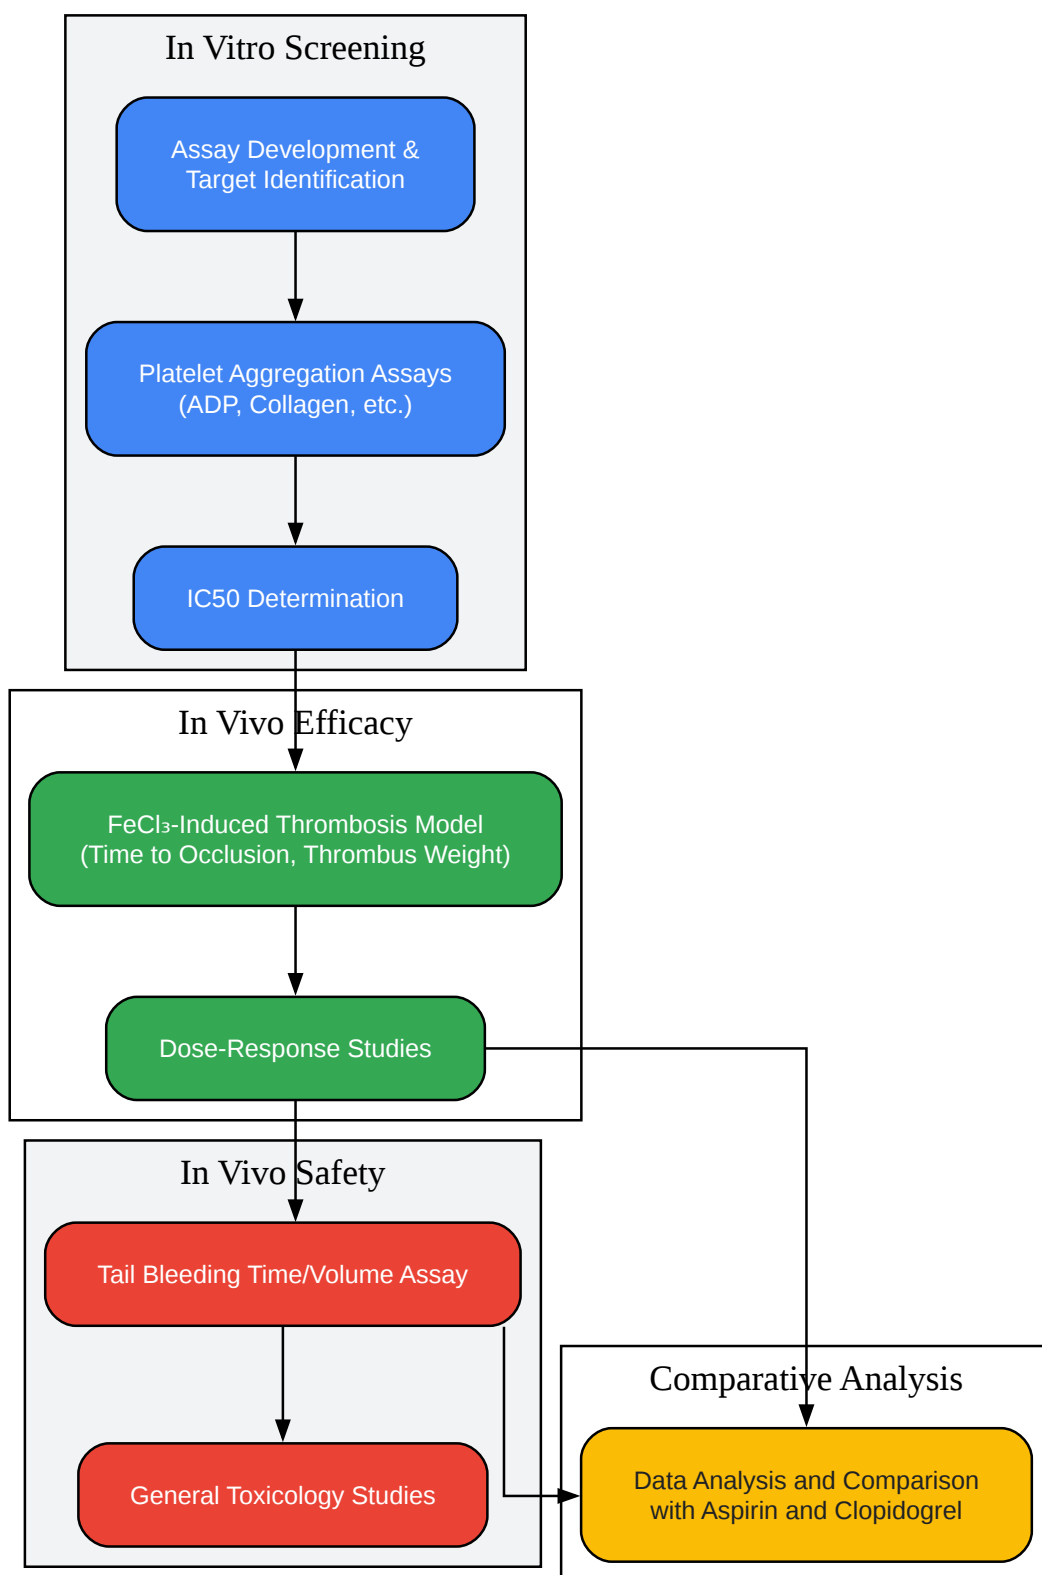 In Vitro Screening
Assay Development &
Target Identification
Platelet Aggregation Assays
(ADP, Collagen, etc.)
IC50 Determination
In Vivo Efficacy
FeCl₃-Induced Thrombosis Model
(Time to Occlusion, Thrombus Weight)
Dose-Response Studies
In Vivo Safety
Tail Bleeding Time/Volume Assay
General Toxicology Studies
Comparative Analysis
Data Analysis and Comparison
with Aspirin and Clopidogrel